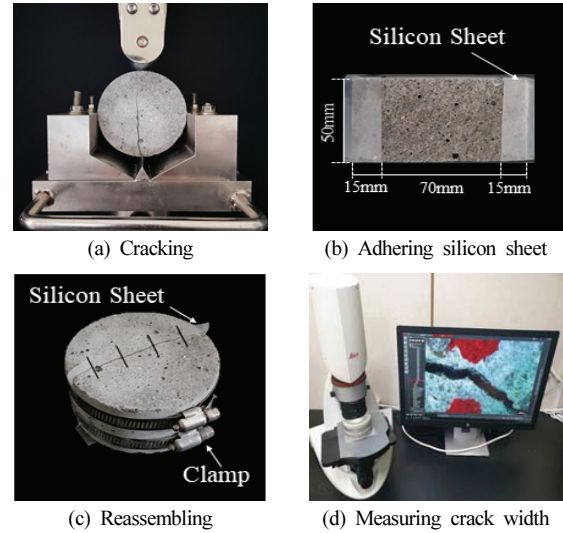 Silicon Sheet
50mm
15mm 70mm 15mm
(a) Cracking
(b) Adhering silicon sheet
Silicon Sheet
Clamp
(c) Reassembling
(d) Measuring crack width